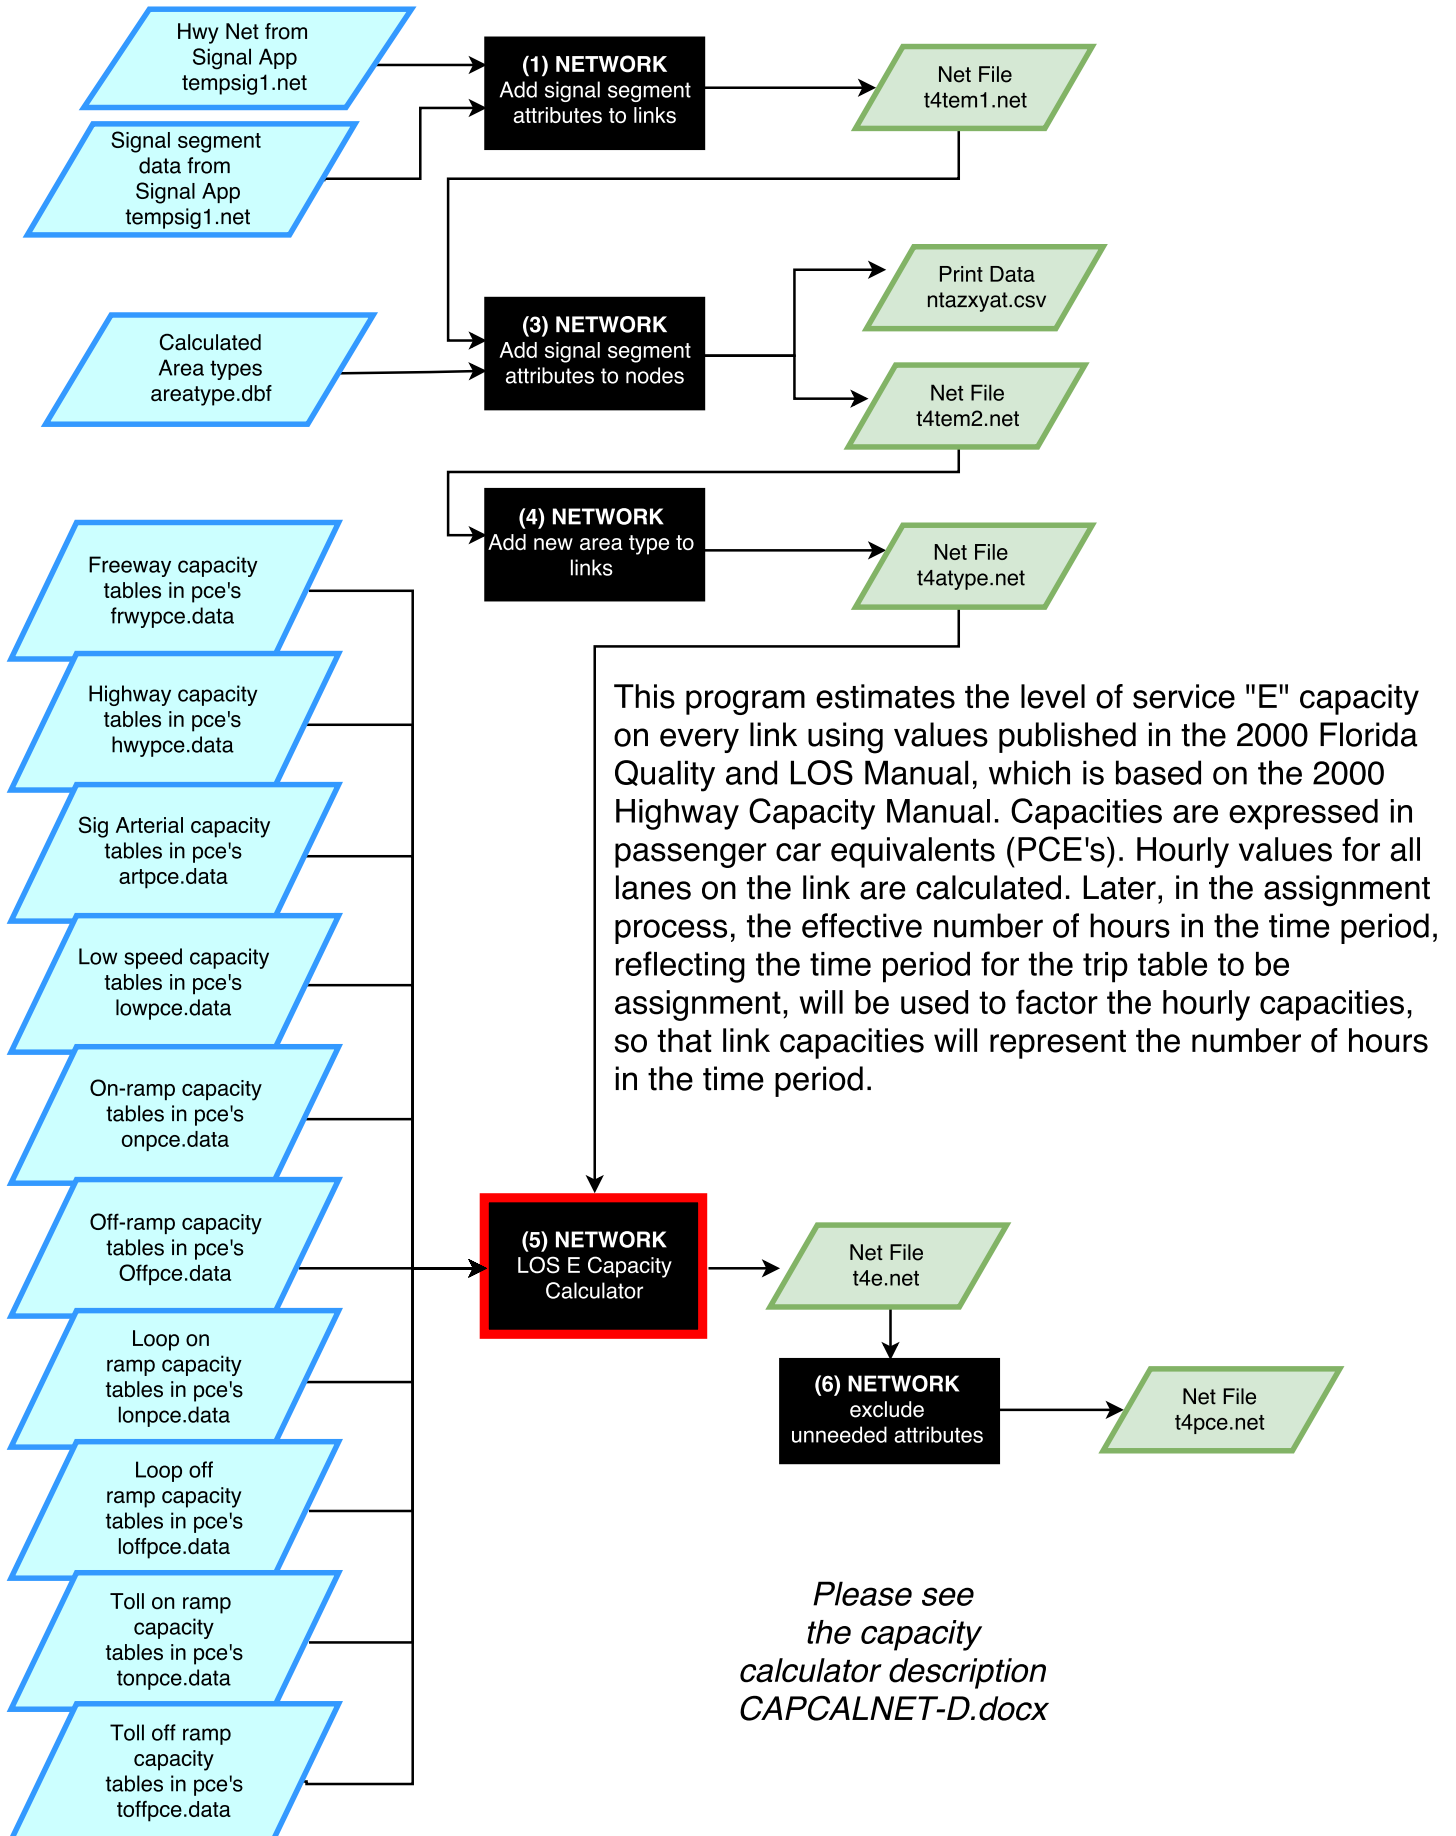 Hwy Net from
Signal App
tempsig1.net
(1) NETWORK
Add signal segment
attributes to links
Net File
t4tem1.net
Signal segment
data from
Signal App
tempsig1.net
Print Data
ntazxyat.csv
Calculated
Area types
areatype.dbf
(3) NETWORK
Add signal segment
attributes to nodes
Net File
t4tem2.net
(4) NETWORK
Add new area type to
links
Net File
t4atype.net
Freeway capacity
tables in pce's
frwypce.data
Highway capacity
tables in pce's
hwypce.data
Sig Arterial capacity
tables in pce's
artpce.data
Low speed capacity
tables in pce's
lowpce.data
On-ramp capacity
tables in pce's
onpce.data
Off-ramp capacity
tables in pce's
Offpce.data
Loop on
ramp capacity
tables in pce's
lonpce.data
Loop off
ramp capacity
tables in pce's
loffpce.data
Toll on ramp
capacity
tables in pce's
tonpce.data
Toll off ramp
capacity
tables in pce's
toffpce.data
This program estimates the level of service "E" capacity
on every link using values published in the 2000 Florida
Quality and LOS Manual, which is based on the 2000
Highway Capacity Manual. Capacities are expressed in
passenger car equivalents (PCE's). Hourly values for all
lanes on the link are calculated. Later, in the assignment
process, the effective number of hours in the time period,
reflecting the time period for the trip table to be
assignment, will be used to factor the hourly capacities,
so that link capacities will represent the number of hours
in the time period.
(5) NETWORK
LOS E Capacity
Calculator
Net File
t4e.net
(6) NETWORK
exclude
unneeded attributes
Net File
t4pce.net
Please see
the capacity
calculator description
CAPCALNET-D.docx